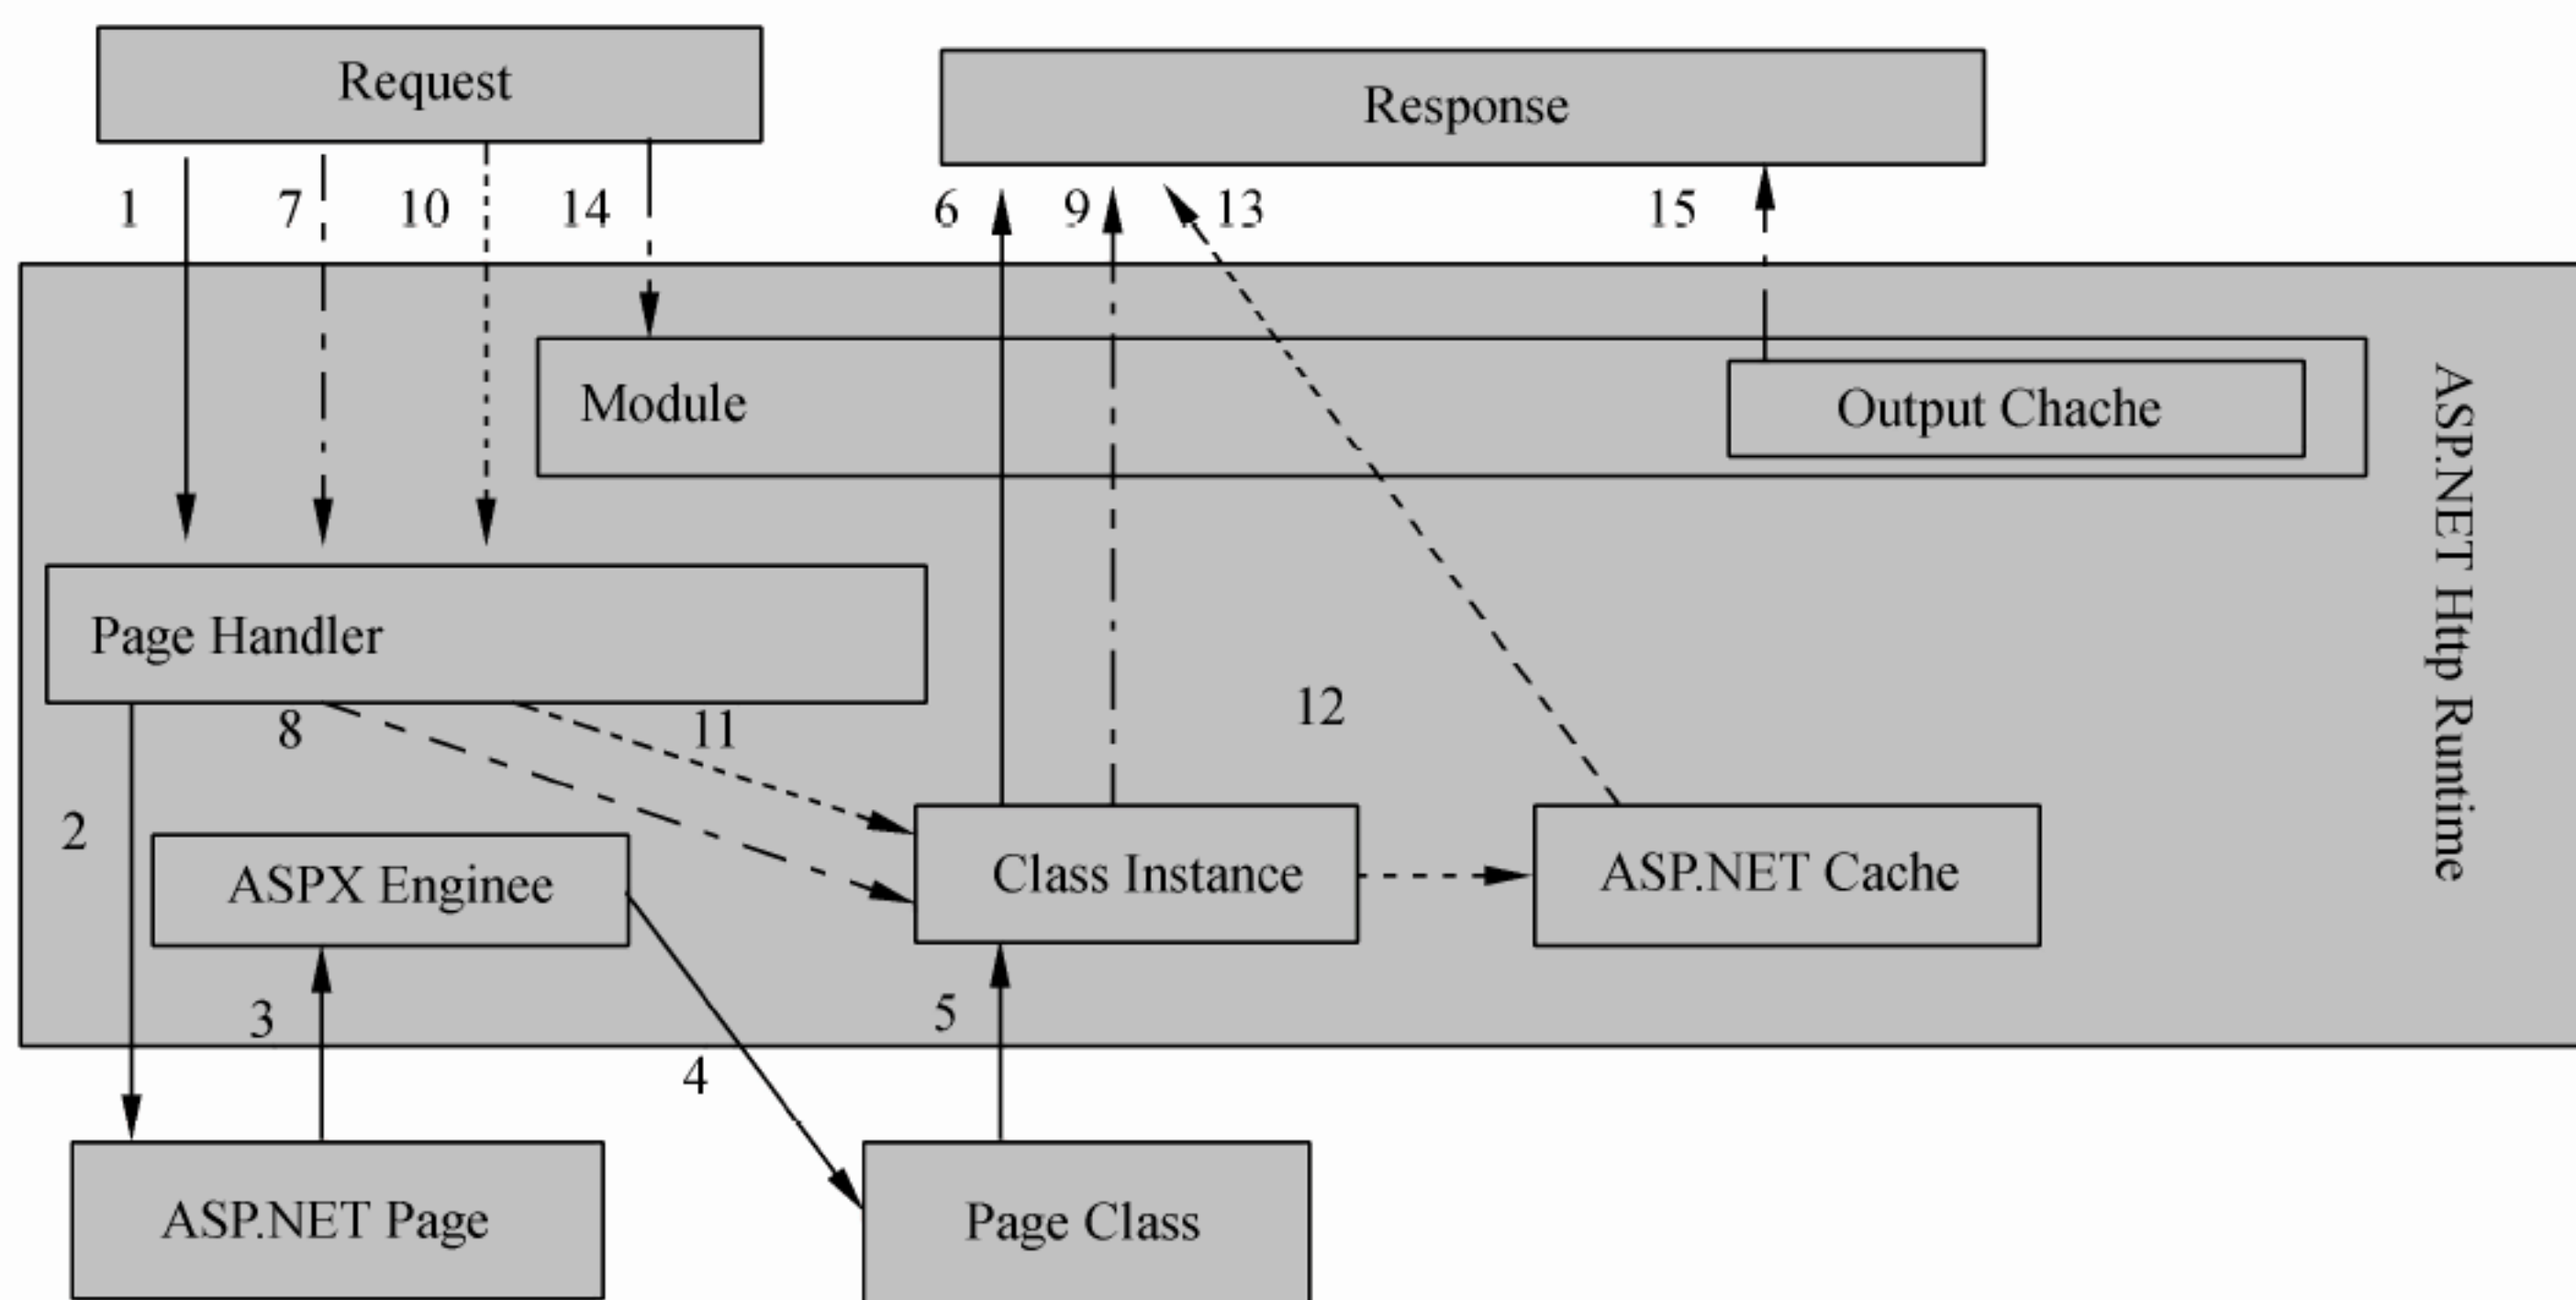 Request
Response
1
7
10
14
6
9
13
15
Module
Output Chache
ASP.NET Http Runtime
Page Handler
8
11
12
2
ASPX Enginee
Class Instance
ASP.NET Cache
3
5
4
ASP.NET Page
Page Class